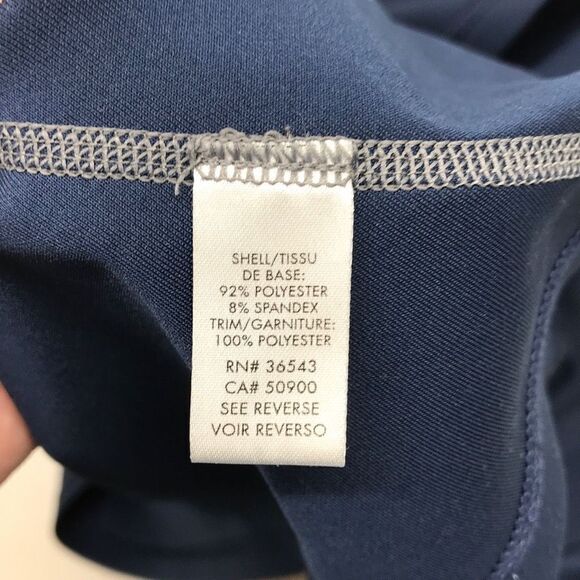 SHELL/TISSU
DE BASE:
92% POLYESTER
8% SPANDEX
TRIM/GARNITURE:
100% POLYESTER
RN# 36543
CA# 50900
SEE REVERSE
VOIR REVERSO